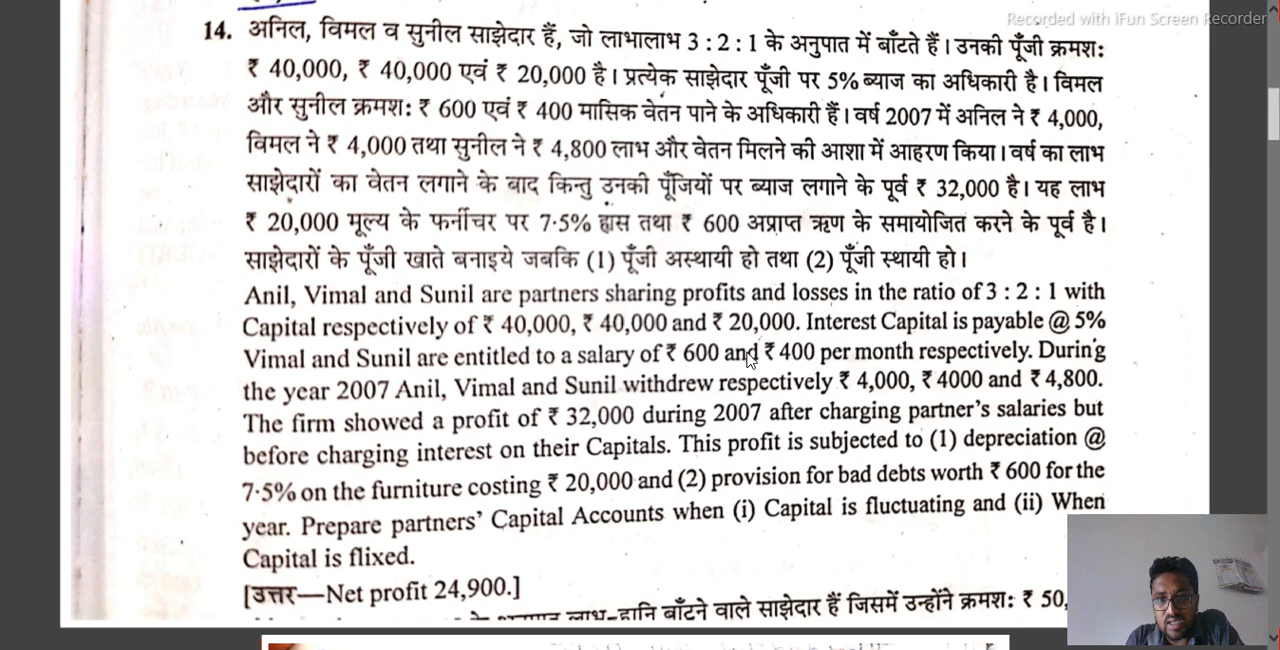 Recorded with iFun Screen Recorder
14. अनिल, विमल व सुनील साझेदार हैं, जो लाभालाभ 3 : 2 : 1 के अनुपात में बाँटते हैं। उनकी पूँजी क्रमशः
₹ 40,000, ₹ 40,000 एवं ₹ 20,000 है। प्रत्येक साझेदार पूँजी पर 5% ब्याज का अधिकारी है। विमल
और सुनील क्रमश: ₹ 600 एवं ₹ 400 मासिक वेतन पाने के अधिकारी हैं। वर्ष 2007 में अनिल ने ₹ 4,000,
विमल ने ₹ 4,000 तथा सुनील ने ₹ 4,800 लाभ और वेतन मिलने की आशा में आहरण किया। वर्ष का लाभ
साझेदारों का वेतन लगाने के बाद किन्तु उनकी पूँजियों पर ब्याज लगाने के पूर्व ₹ 32,000 है। यह लाभ
₹ 20,000 मूल्य के फर्नीचर पर 7·5% ह्रास तथा ₹ 600 अप्राप्त ऋण के समायोजित करने के पूर्व है।
साझेदारों के पूँजी खाते बनाइये जबकि (1) पूँजी अस्थायी हो तथा (2) पूँजी स्थायी हो।
Anil, Vimal and Sunil are partners sharing profits and losses in the ratio of 3 : 2 : 1 with
Capital respectively of ₹ 40,000, ₹ 40,000 and ₹ 20,000. Interest Capital is payable @ 5%
Vimal and Sunil are entitled to a salary of ₹ 600 and ₹ 400 per month respectively. During
the year 2007 Anil, Vimal and Sunil withdrew respectively ₹ 4,000, ₹ 4000 and ₹ 4,800.
The firm showed a profit of ₹ 32,000 during 2007 after charging partner's salaries but
before charging interest on their Capitals. This profit is subjected to (1) depreciation @
7·5% on the furniture costing ₹ 20,000 and (2) provision for bad debts worth ₹ 600 for the
year. Prepare partners' Capital Accounts when (i) Capital is fluctuating and (ii) When
Capital is flixed.
[उत्तर—Net profit 24,900.]
लाभ-हानि बाँटने वाले साझेदार हैं जिसमें उन्होंने क्रमशः ₹ 50,